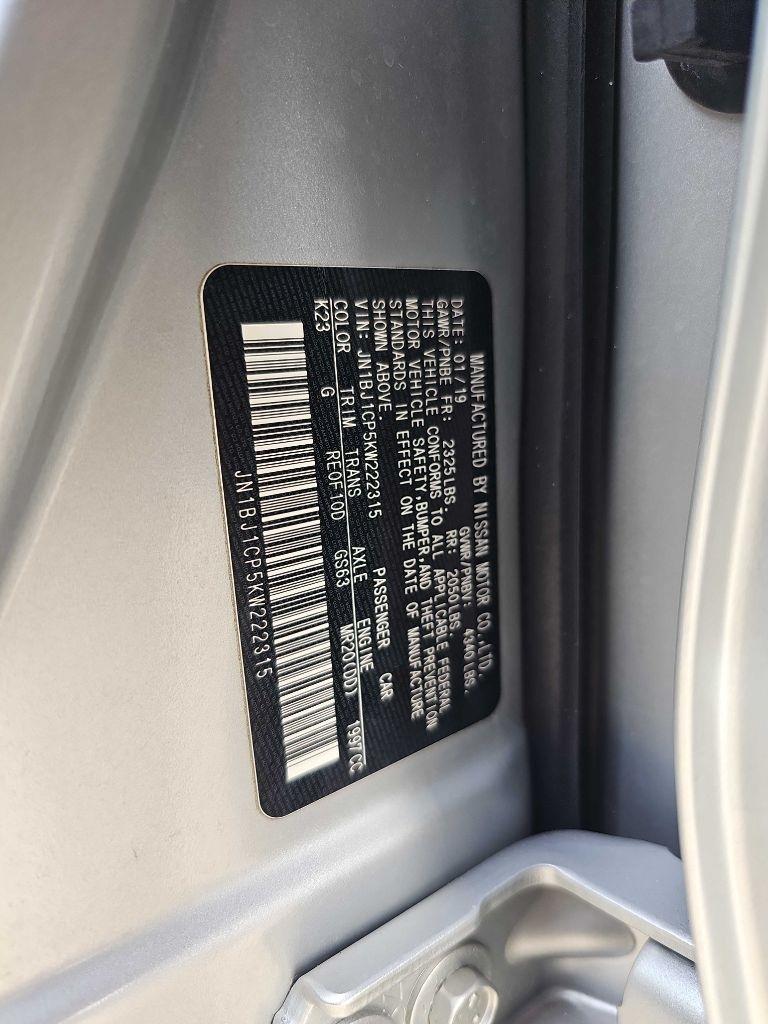 MANUFACTURED BY NISSAN MOTOR CO.,LTD.
DATE: 01/19 GVWR/PNBV: 4340LBS.
GAWR/PNBE FR: 2325LBS RR: 2050LBS.
THIS VEHICLE CONFORMS TO ALL APPLICABLE FEDERAL
MOTOR VEHICLE SAFETY,BUMPER,AND THEFT PREVENTION
STANDARDS IN EFFECT ON THE DATE OF MANUFACTURE
SHOWN ABOVE.
VIN: JN1BJ1CP5KW222315 PASSENGER CAR
COLOR TRIM TRANS AXLE ENGINE
K23 G RE0F10D GS63 MR20(DD) 1997CC
JN1BJ1CP5KW222315